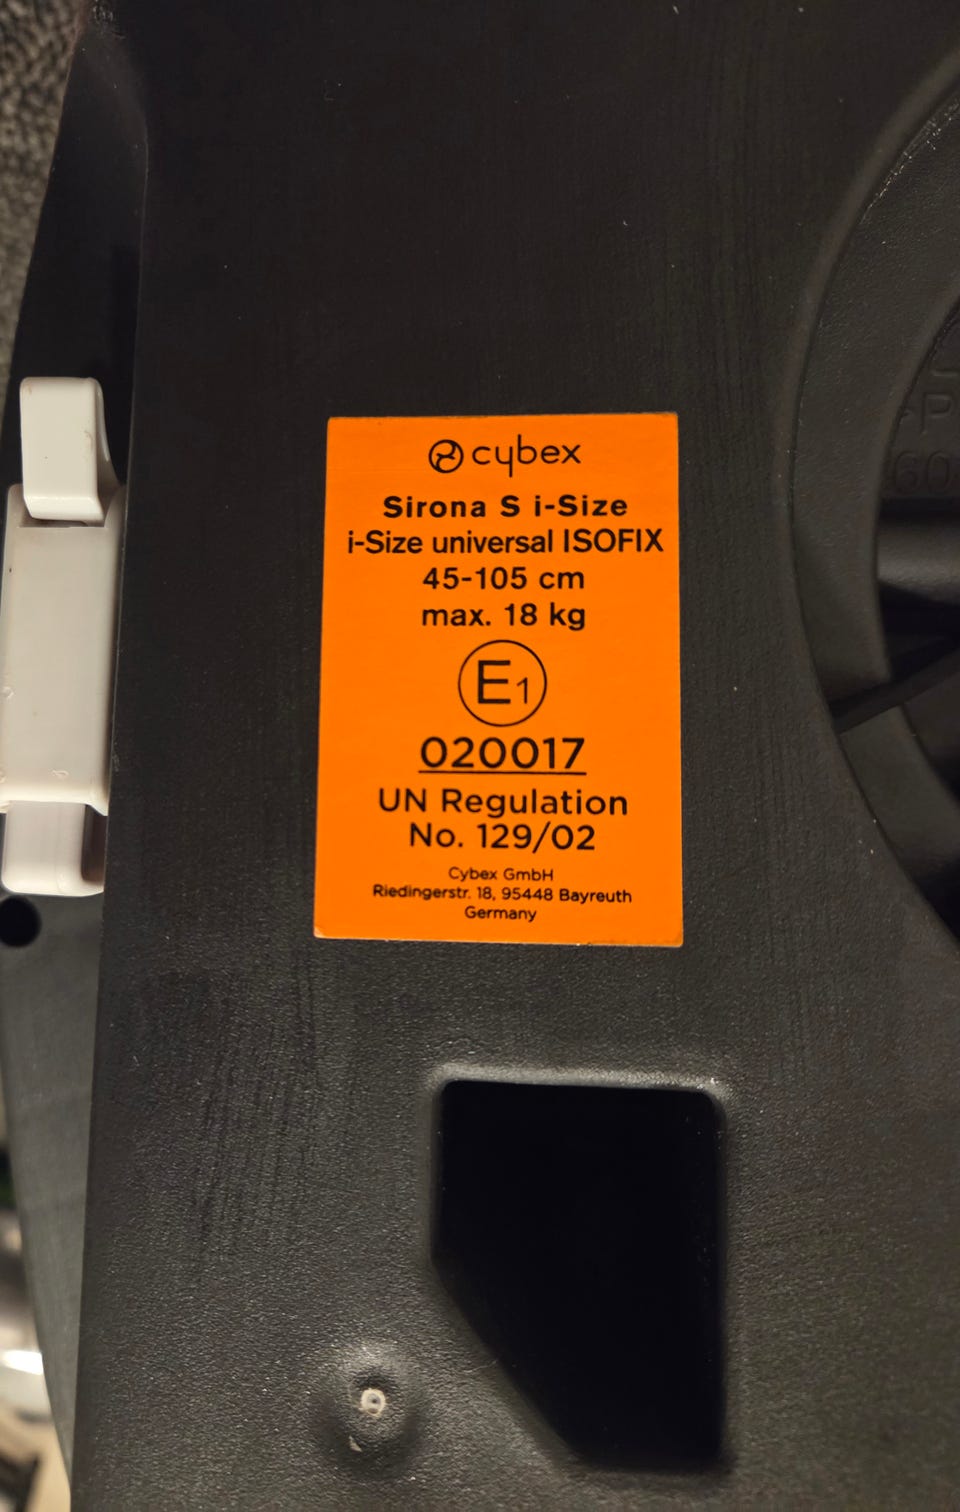 cybex
Sirona S i-Size
i-Size universal ISOFIX
45-105 cm
max. 18 kg
E1
020017
UN Regulation
No. 129/02
Cybex GmbH
Riedingerstr. 18, 95448 Bayreuth
Germany